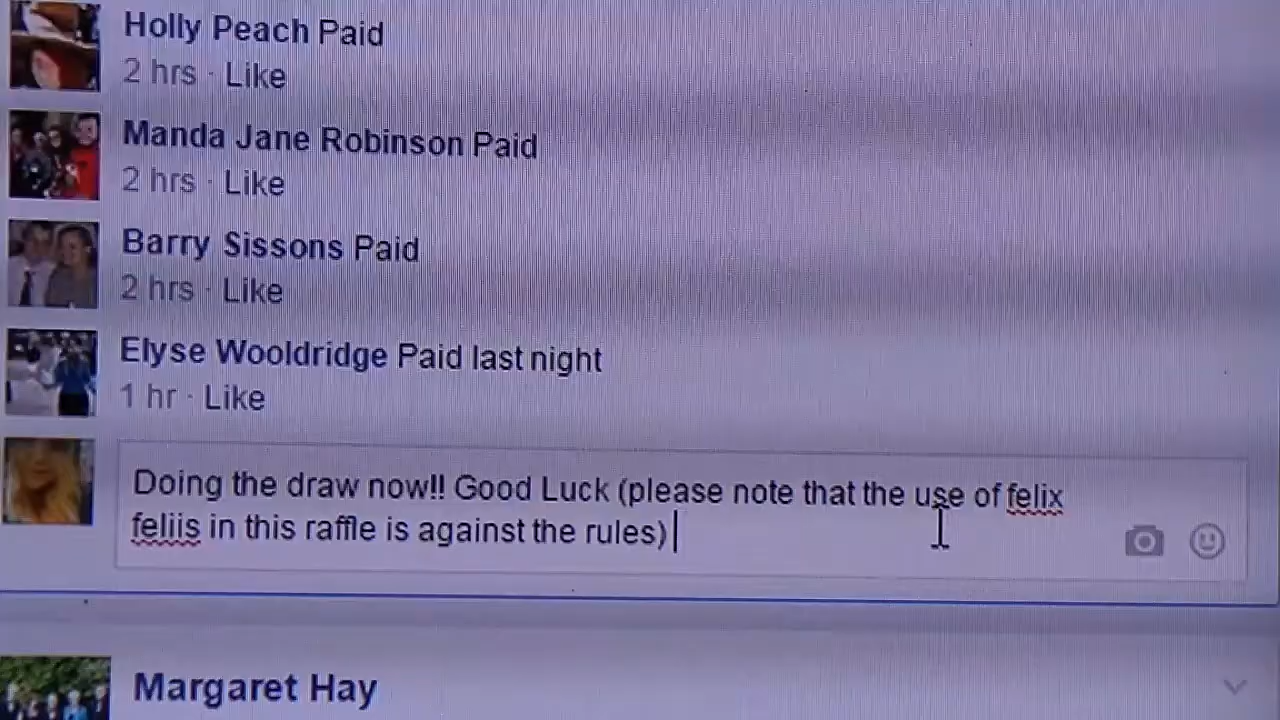 Holly Peach Paid
2 hrs · Like
Manda Jane Robinson Paid
2 hrs · Like
Barry Sissons Paid
2 hrs · Like
Elyse Wooldridge Paid last night
1 hr · Like
Doing the draw now!! Good Luck (please note that the use of felix
feliis in this raffle is against the rules)
Margaret Hay